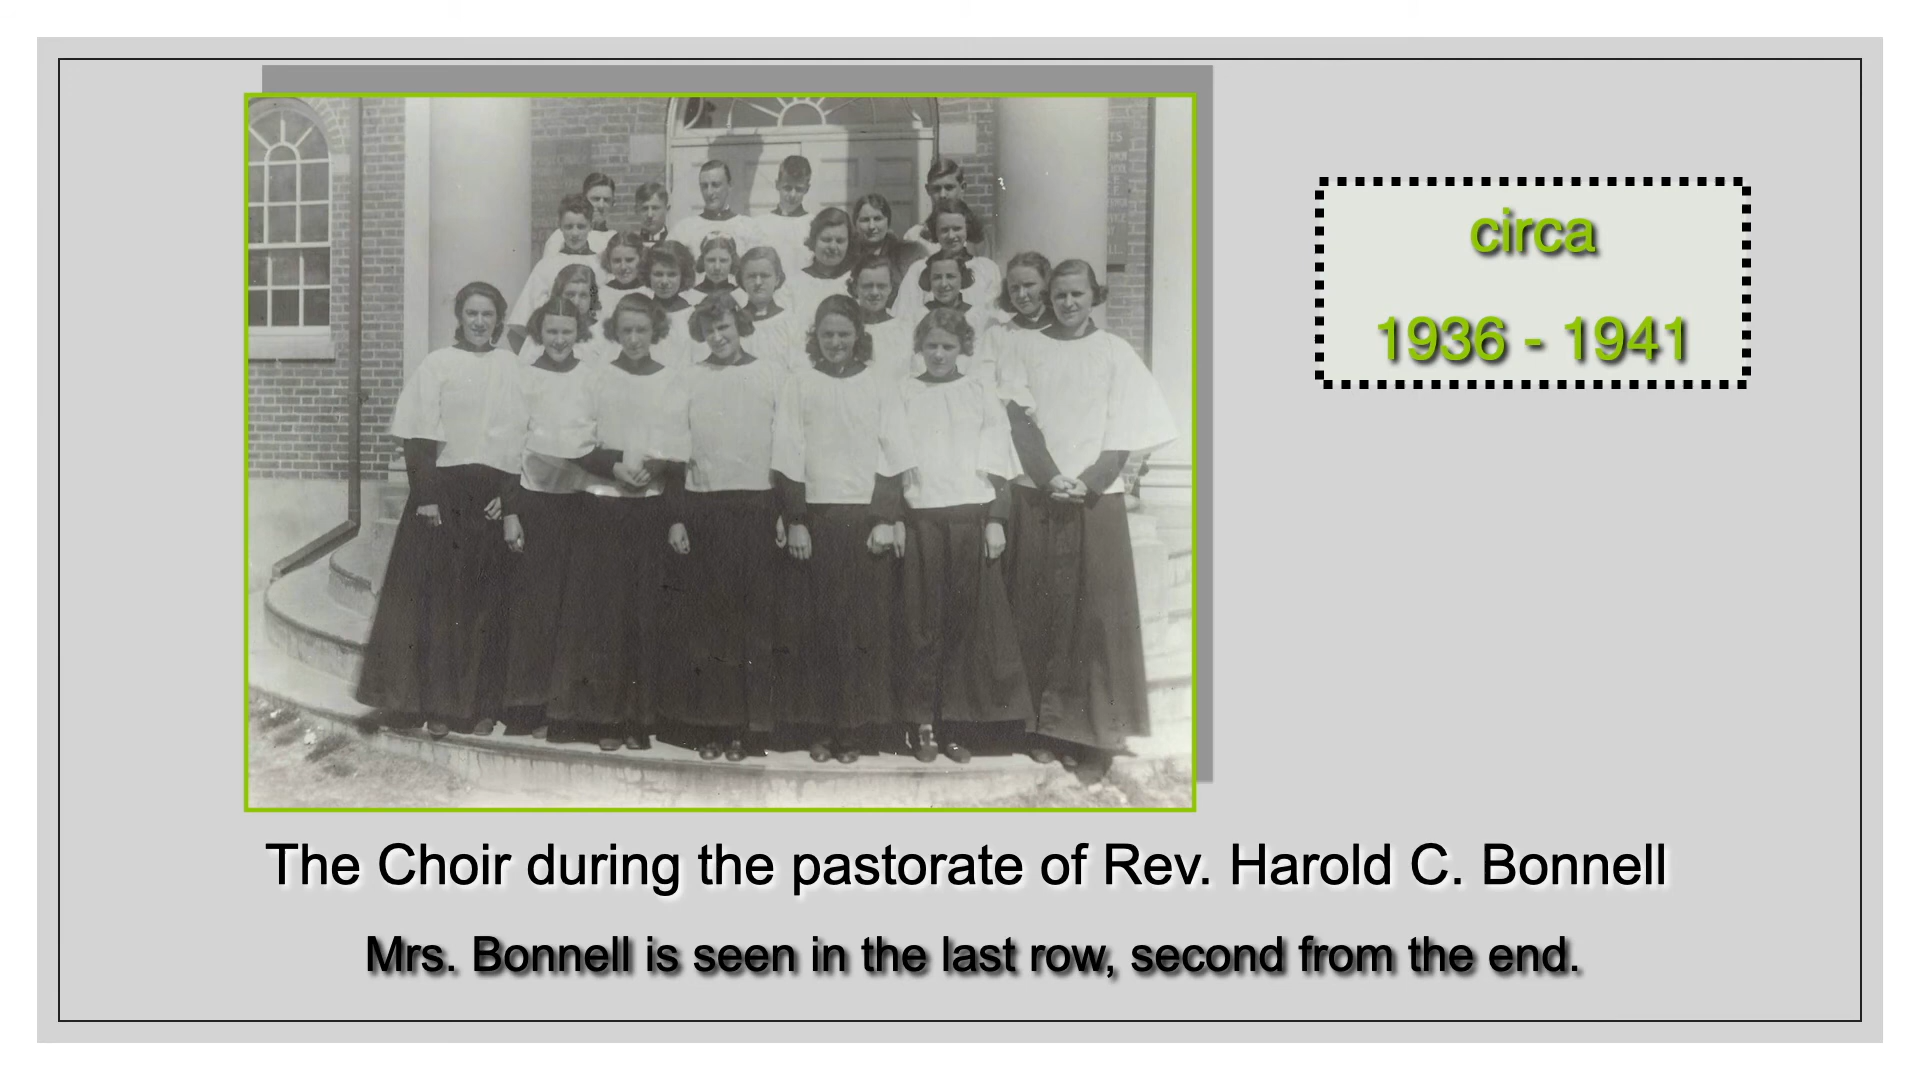 circa
1936 - 1941
The Choir during the pastorate of Rev. Harold C. Bonnell
Mrs. Bonnell is seen in the last row, second from the end.